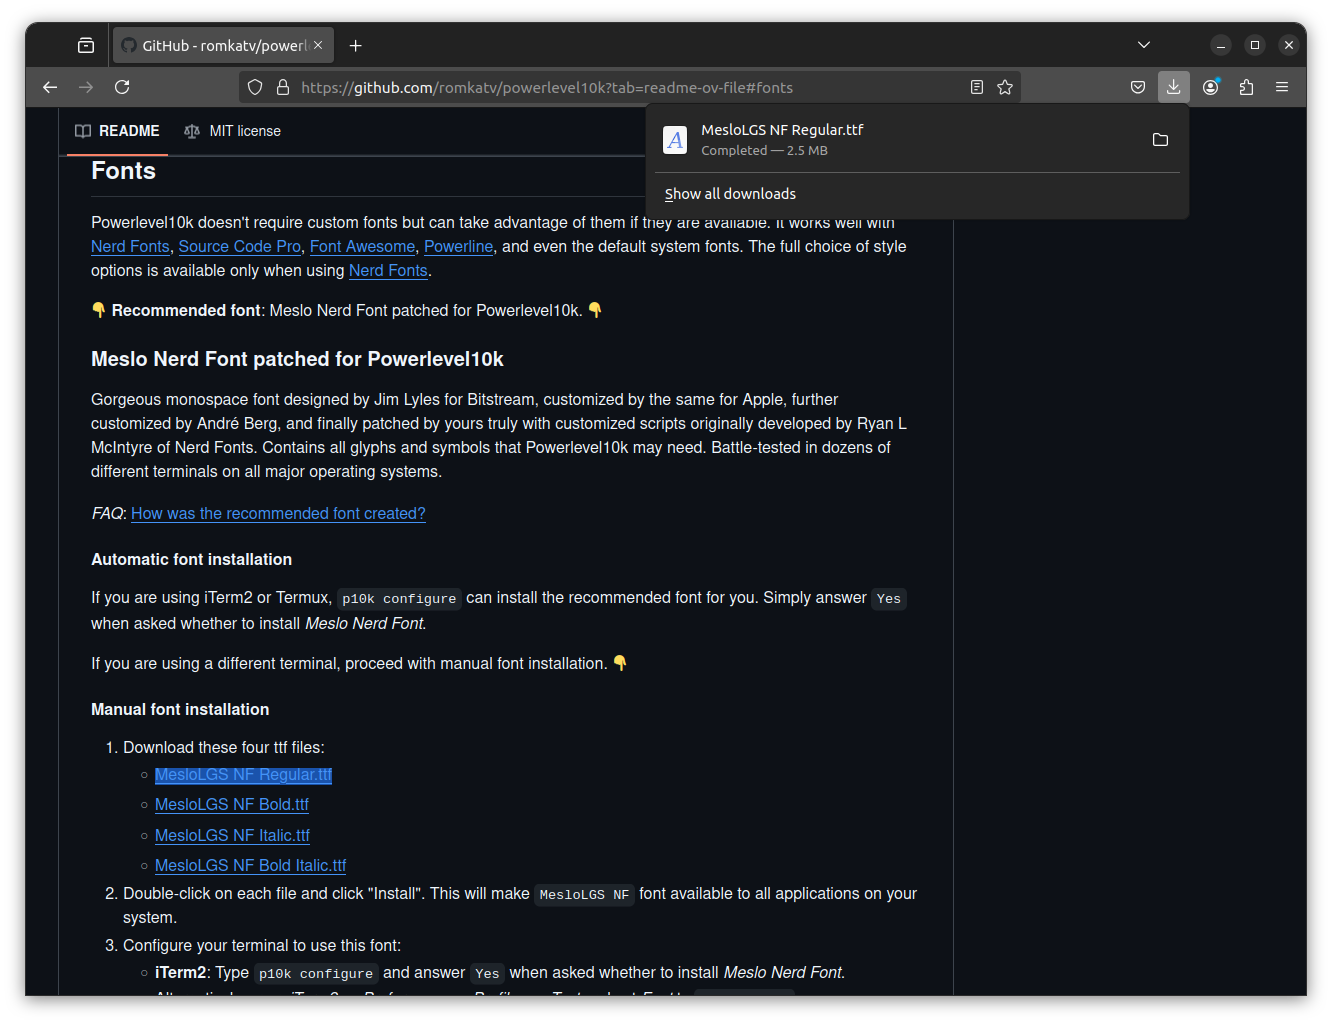 GitHub - romkatv/powerl
https://github.com/romkatv/powerlevel10k?tab=readme-ov-file#fonts
MesloLGS NF Regular.ttf
Completed — 2.5 MB
Show all downloads
README
MIT license
Fonts
Powerlevel10k doesn't require custom fonts but can take advantage of them if they are available. It works well with
Nerd Fonts, Source Code Pro, Font Awesome, Powerline, and even the default system fonts. The full choice of style
options is available only when using Nerd Fonts.
👇 Recommended font: Meslo Nerd Font patched for Powerlevel10k. 👇
Meslo Nerd Font patched for Powerlevel10k
Gorgeous monospace font designed by Jim Lyles for Bitstream, customized by the same for Apple, further
customized by André Berg, and finally patched by yours truly with customized scripts originally developed by Ryan L
McIntyre of Nerd Fonts. Contains all glyphs and symbols that Powerlevel10k may need. Battle-tested in dozens of
different terminals on all major operating systems.
FAQ: How was the recommended font created?
Automatic font installation
If you are using iTerm2 or Termux, p10k configure can install the recommended font for you. Simply answer Yes
when asked whether to install Meslo Nerd Font.
If you are using a different terminal, proceed with manual font installation. 👇
Manual font installation
1. Download these four ttf files:
○ MesloLGS NF Regular.ttf
○ MesloLGS NF Bold.ttf
○ MesloLGS NF Italic.ttf
○ MesloLGS NF Bold Italic.ttf
2. Double-click on each file and click "Install". This will make MesloLGS NF font available to all applications on your
system.
3. Configure your terminal to use this font:
○ iTerm2: Type p10k configure and answer Yes when asked whether to install Meslo Nerd Font.